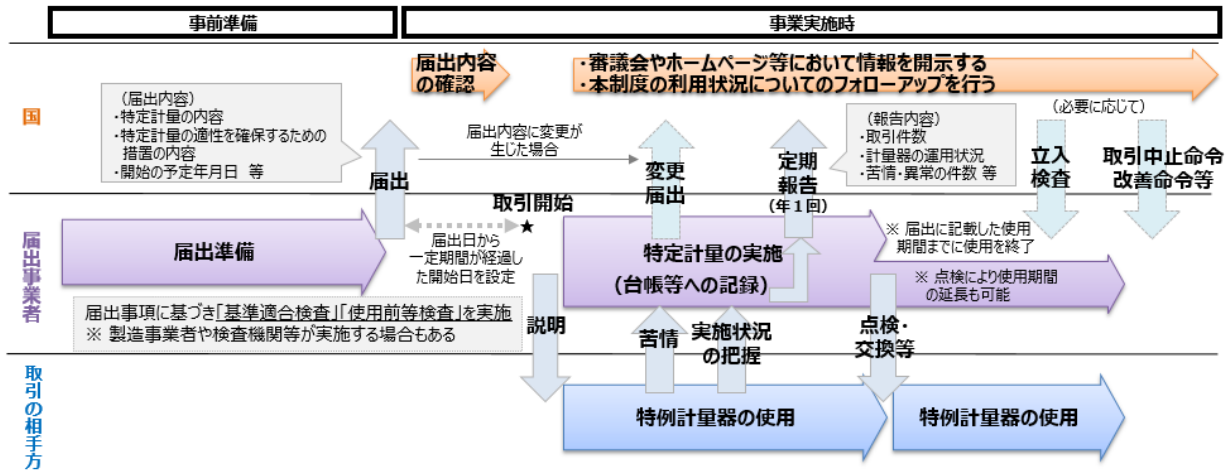 事前準備
事業実施時
国
届出内容
の確認
・審議会やホームページ等において情報を開示する
・本制度の利用状況についてのフォローアップを行う
（届出内容）
・特定計量の内容
・特定計量の適性を確保するための
措置の内容
・開始の予定年月日 等
届出
届出内容に変更が
生じた場合
変更
届出
定期
報告
（年１回）
（報告内容）
・取引件数
・計量器の運用状況
・苦情・異常の件数 等
（必要に応じて）
立入
検査
取引中止命令
改善命令等
届出事業者
届出準備
取引開始
★
届出日から
一定期間が経過し
た開始日を設定
特定計量の実施
（台帳等への記録）
※ 届出に記載した使用
期間までに使用を終了
※ 点検により使用期間
の延長も可能
届出事項に基づき「基準適合検査」「使用前等検査」を実施
※ 製造事業者や検査機関等が実施する場合もある
説明
苦情
実施状況
の把握
点検・
交換等
取引の相手方
特例計量器の使用
特例計量器の使用